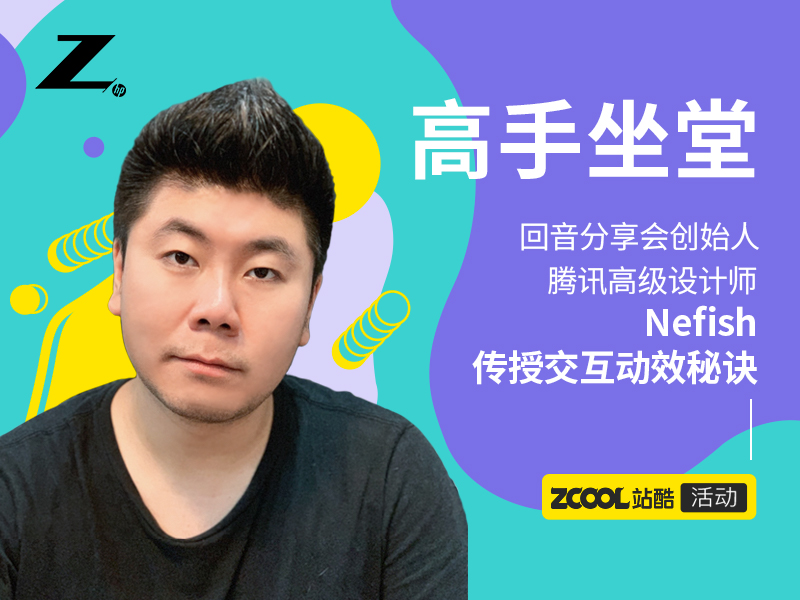 Z
hp
高手坐堂
回音分享会创始人
腾讯高级设计师
Nefish
传授交互动效秘诀
ZCOOL站酷 活动